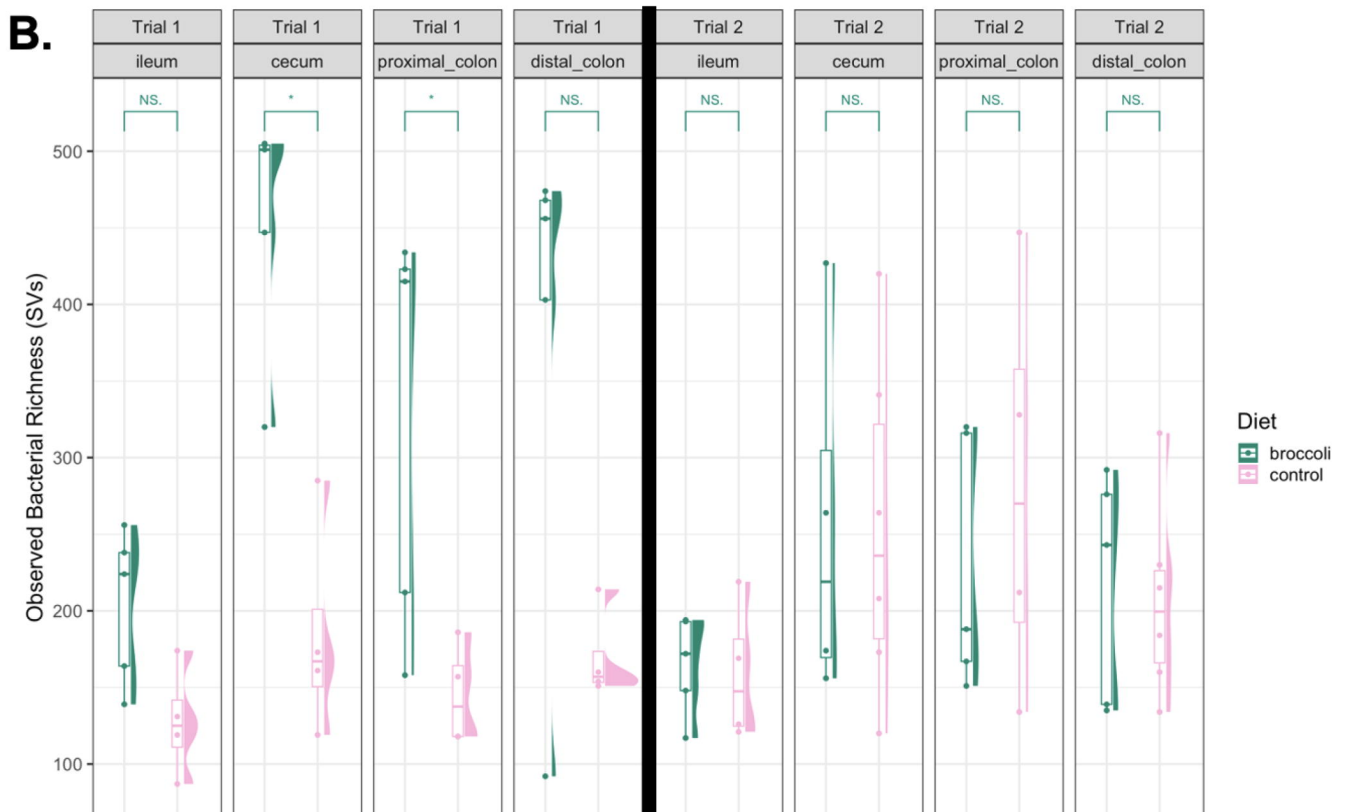 B.
Trial 1 Trial 1 Trial 1 Trial 1 Trial 2 Trial 2 Trial 2 Trial 2
ileum cecum proximal_colon distal_colon ileum cecum proximal_colon distal_colon
NS. * * NS. NS. NS. NS. NS.
500
400
300
200
100
Observed Bacterial Richness (SVs)
Diet
broccoli
control